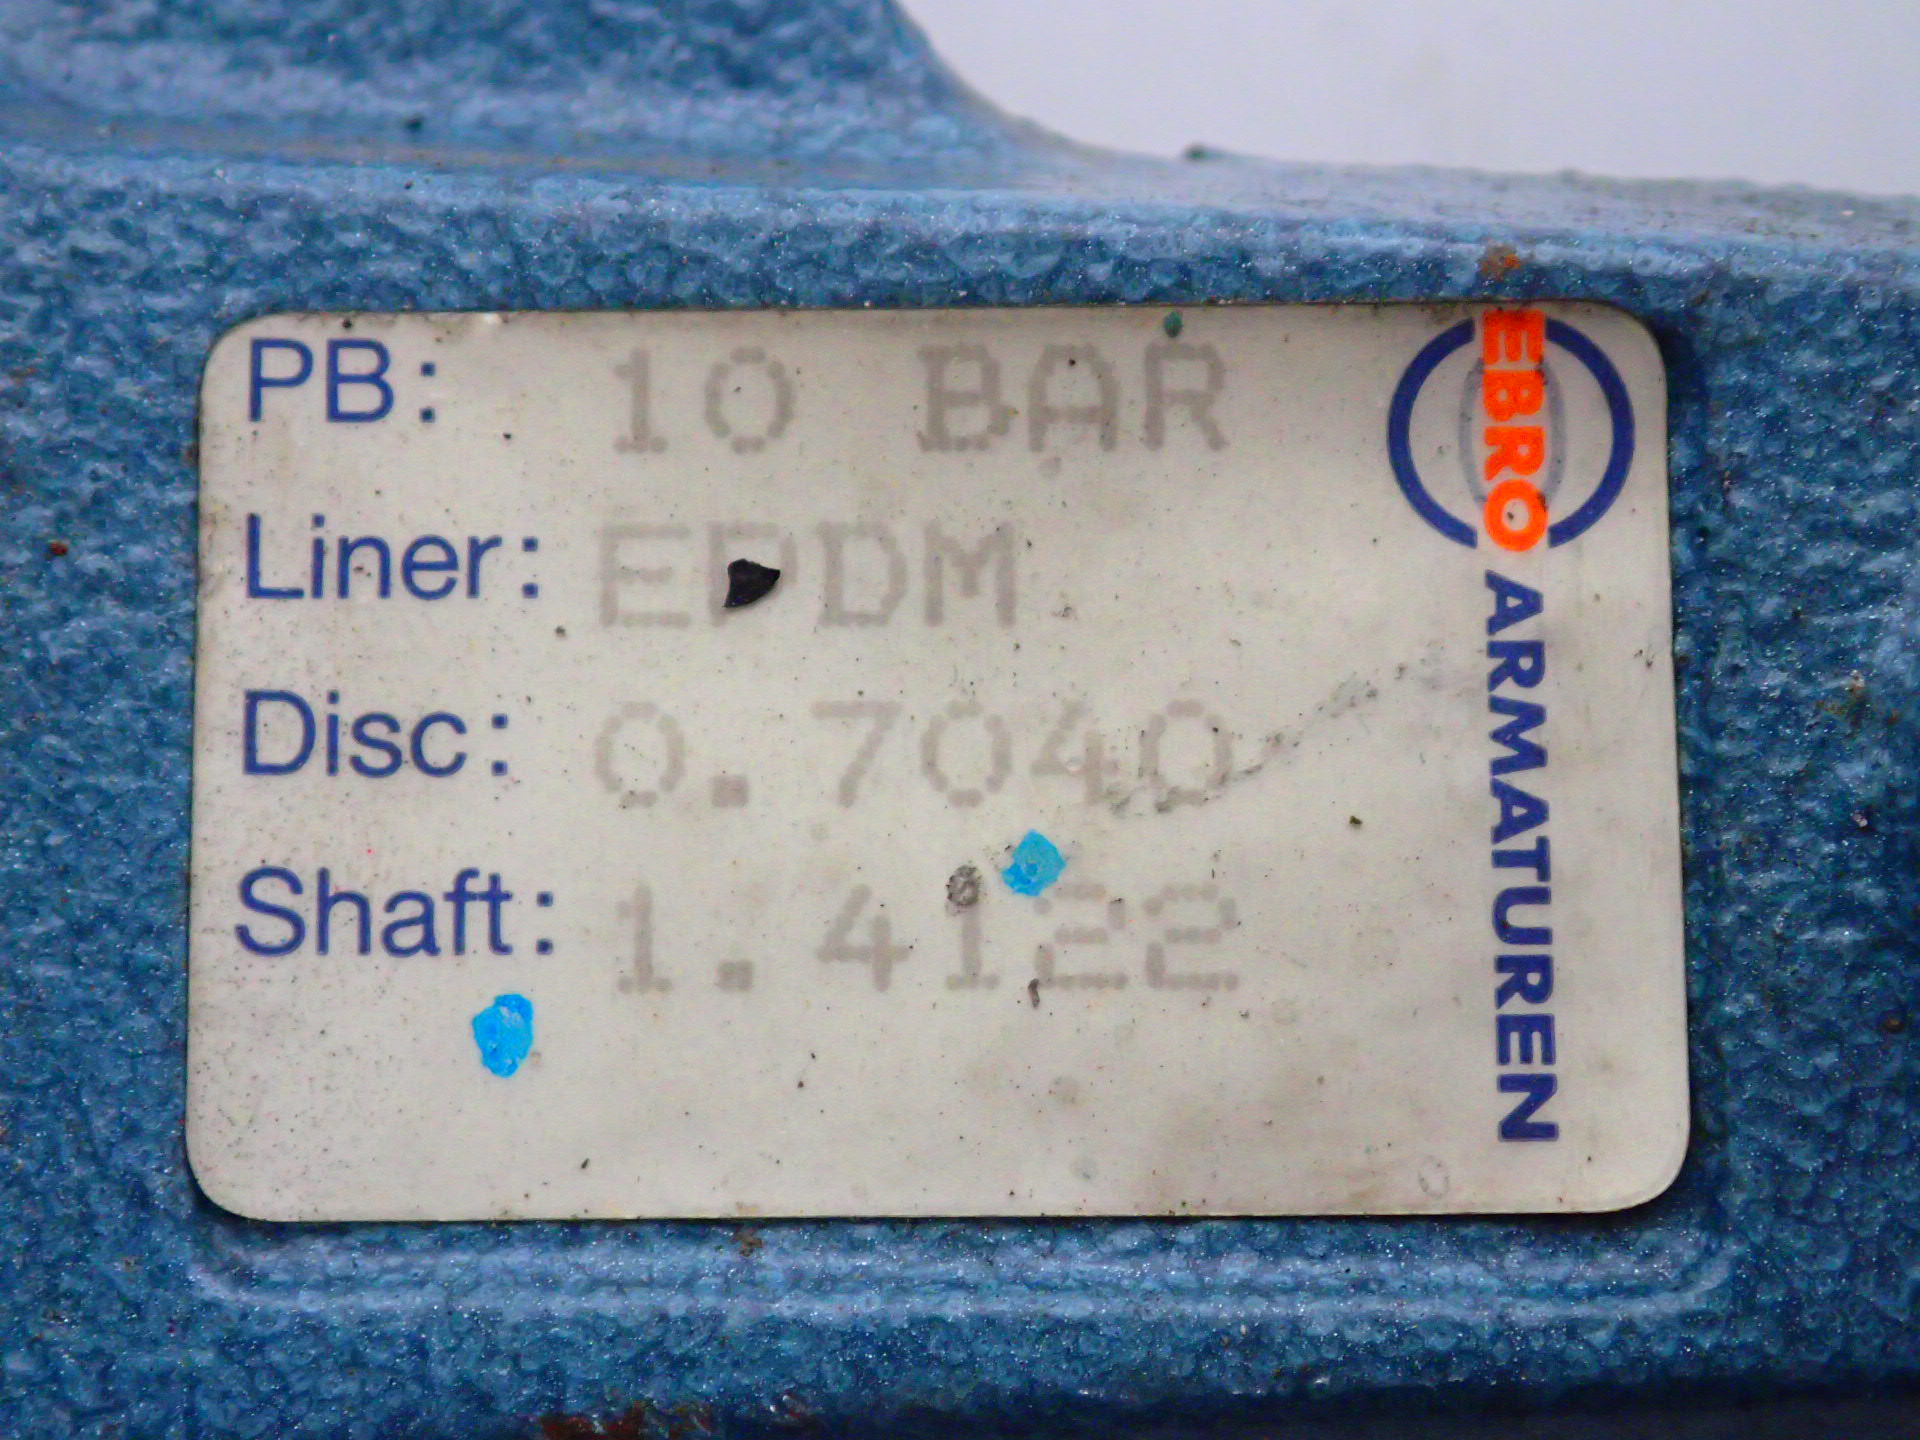 PB: 10 BAR
Liner: EPDM
Disc: 0.7040
Shaft: 1.4122
EBRO ARMATUREN